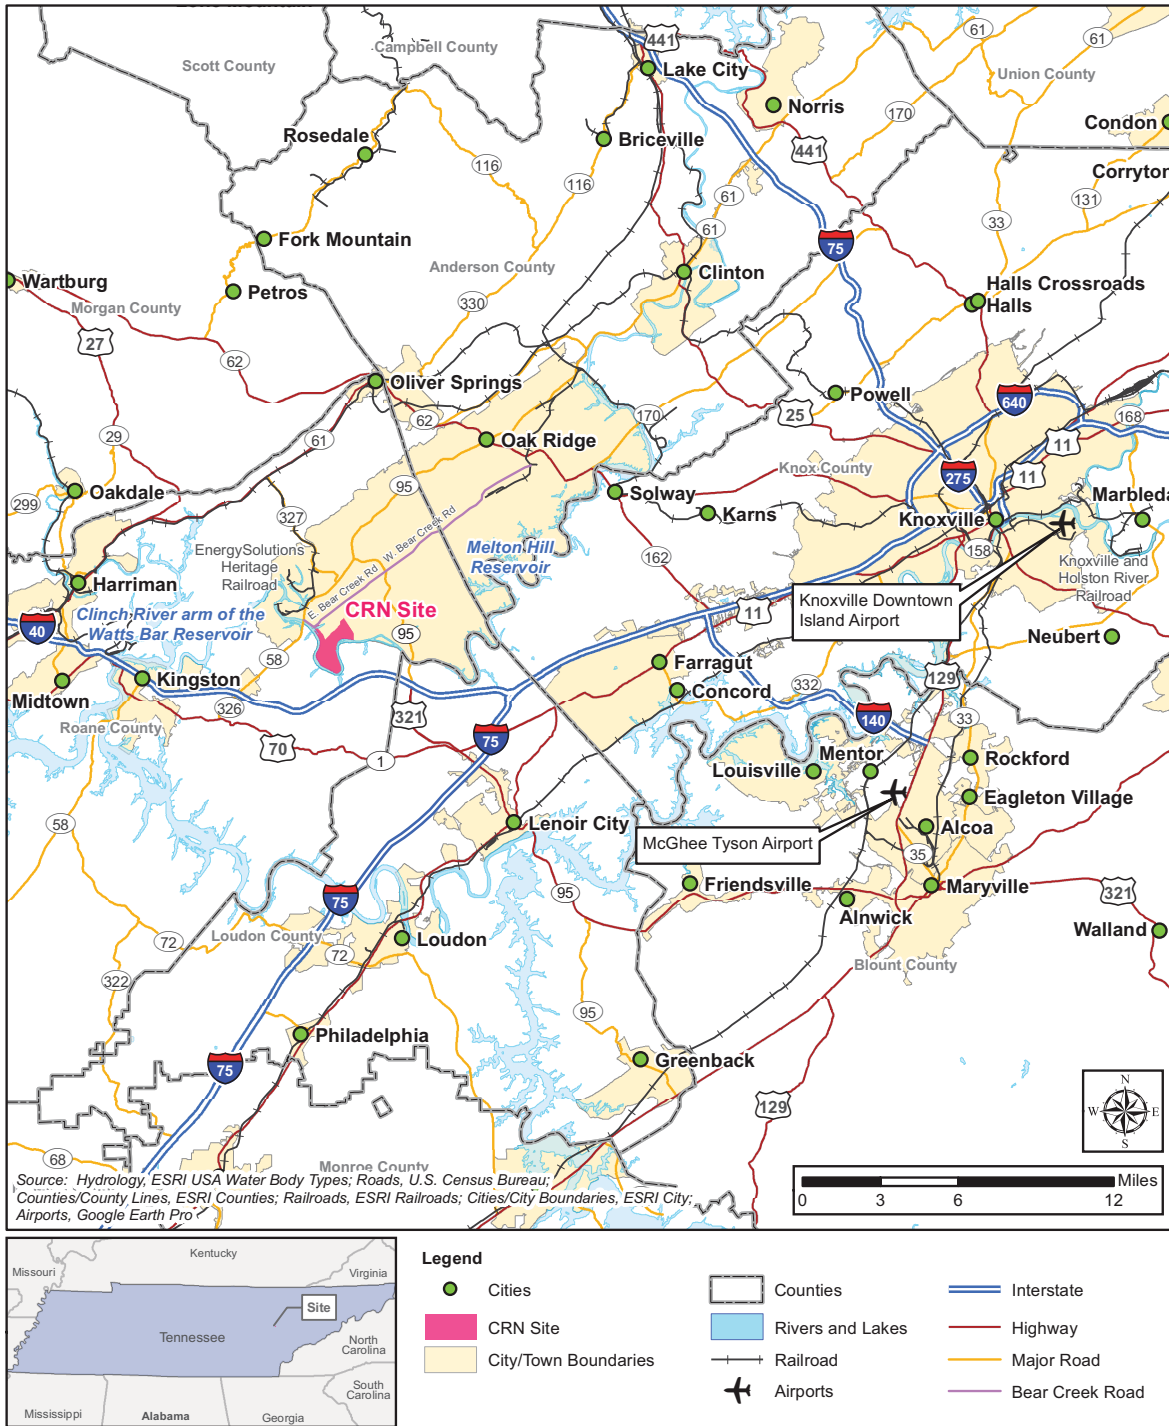 441
61
61
Campbell County
Scott County
Lake City
Union County
Norris
170
Condon
Rosedale
Briceville
441
116
Corryton
116
61
131
61
33
Fork Mountain
75
Anderson County
Clinton
Wartburg
Petros
Halls Crossroads
Morgan County
330
Halls
27
62
Oliver Springs
Powell
640
25
62
170
168
29
61
Oak Ridge
11
Knox County
11
95
275
Oakdale
Solway
Marbleda
299
327
Karns
Knoxville
W. Bear Creek Rd
EnergySolutions
Heritage
Railroad
Melton Hill
Reservoir
162
158
Knoxville and
Holston River
Railroad
Harriman
E. Bear Creek Rd
Knoxville Downtown
Island Airport
CRN Site
11
Clinch River arm of the
Watts Bar Reservoir
40
95
Neubert
58
Farragut
Kingston
129
Midtown
Concord
332
326
321
140
33
Roane County
75
70
Mentor
1
Rockford
Louisville
Eagleton Village
58
Lenoir City
Alcoa
McGhee Tyson Airport
35
Friendsville
Maryville
95
321
75
Alnwick
Walland
Loudon County
72
Loudon
72
Blount County
322
95
Philadelphia
Greenback
75
N
129
W
E
S
68
Monroe County
Source: Hydrology, ESRI USA Water Body Types; Roads, U.S. Census Bureau;
Counties/County Lines, ESRI Counties; Railroads, ESRI Railroads; Cities/City Boundaries, ESRI City;
Airports, Google Earth Pro
Miles
0 3 6 12
Kentucky
Missouri
Virginia
Site
Tennessee
North
Carolina
South
Carolina
Mississippi
Alabama
Georgia
Legend
Cities
CRN Site
City/Town Boundaries
Counties
Rivers and Lakes
Railroad
Airports
Interstate
Highway
Major Road
Bear Creek Road